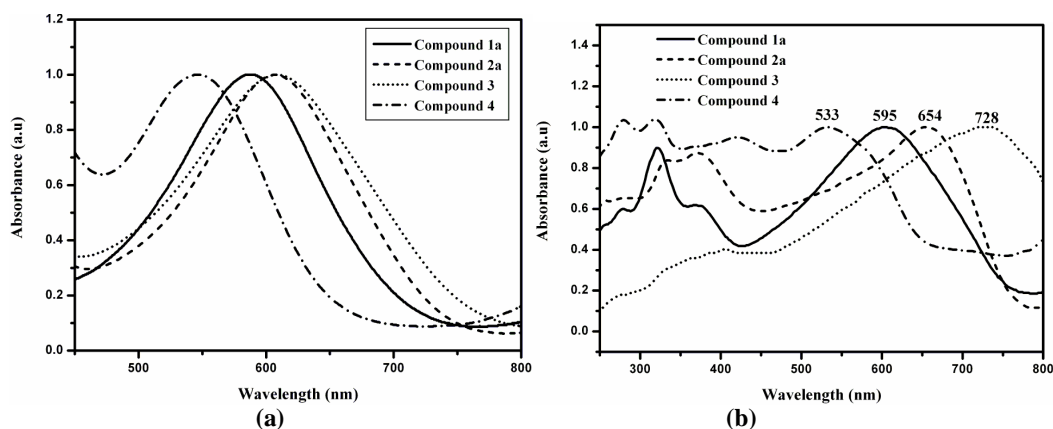 1.2
1.0
0.8
0.6
0.4
0.2
0.0
Absorbance (a.u)
500 600 700 800
Wavelength (nm)
Compound 1a
Compound 2a
Compound 3
Compound 4
(a)
1.4
1.2
1.0
0.8
0.6
0.4
0.2
0.0
Absorbance (a.u)
300 400 500 600 700 800
Wavelength (nm)
Compound 1a
Compound 2a
Compound 3
Compound 4
533 595 654 728
(b)